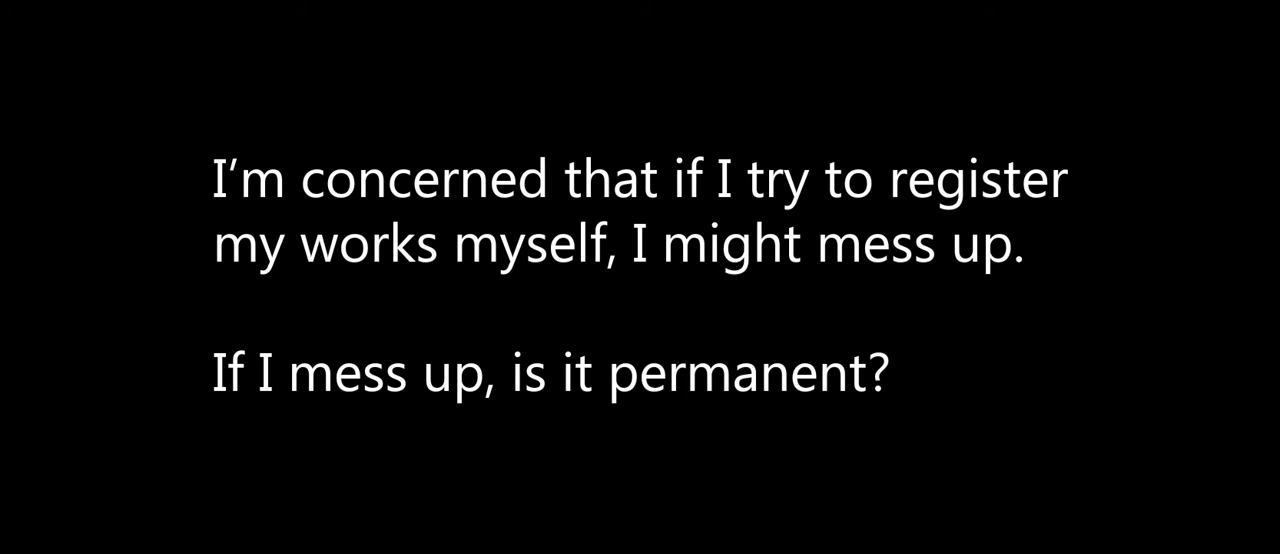 I’m concerned that if I try to register
my works myself, I might mess up.
If I mess up, is it permanent?